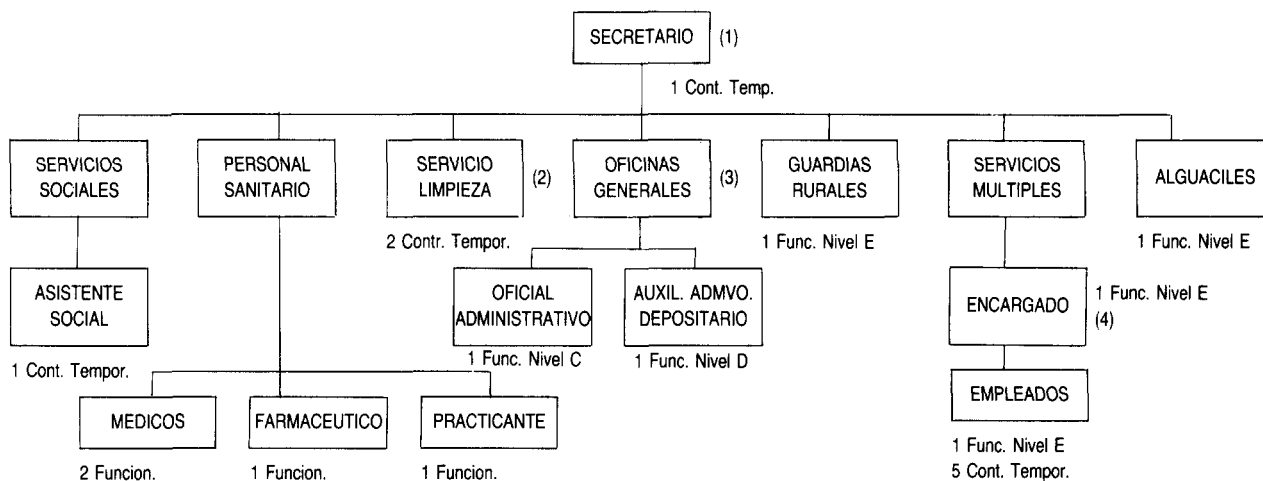 SECRETARIO (1)
1 Cont. Temp.
SERVICIOS
SOCIALES
PERSONAL
SANITARIO
SERVICIO
LIMPIEZA
(2)
OFICINAS
GENERALES
(3)
GUARDIAS
RURALES
SERVICIOS
MULTIPLES
ALGUACILES
2 Contr. Tempor.
1 Func. Nivel E
1 Func. Nivel E
ASISTENTE
SOCIAL
1 Cont. Tempor.
OFICIAL
ADMINISTRATIVO
1 Func. Nivel C
AUXIL. ADMVO.
DEPOSITARIO
1 Func. Nivel D
ENCARGADO
1 Func. Nivel E
(4)
MEDICOS
2 Funcion.
FARMACEUTICO
1 Funcion.
PRACTICANTE
1 Funcion.
EMPLEADOS
1 Func. Nivel E
5 Cont. Tempor.